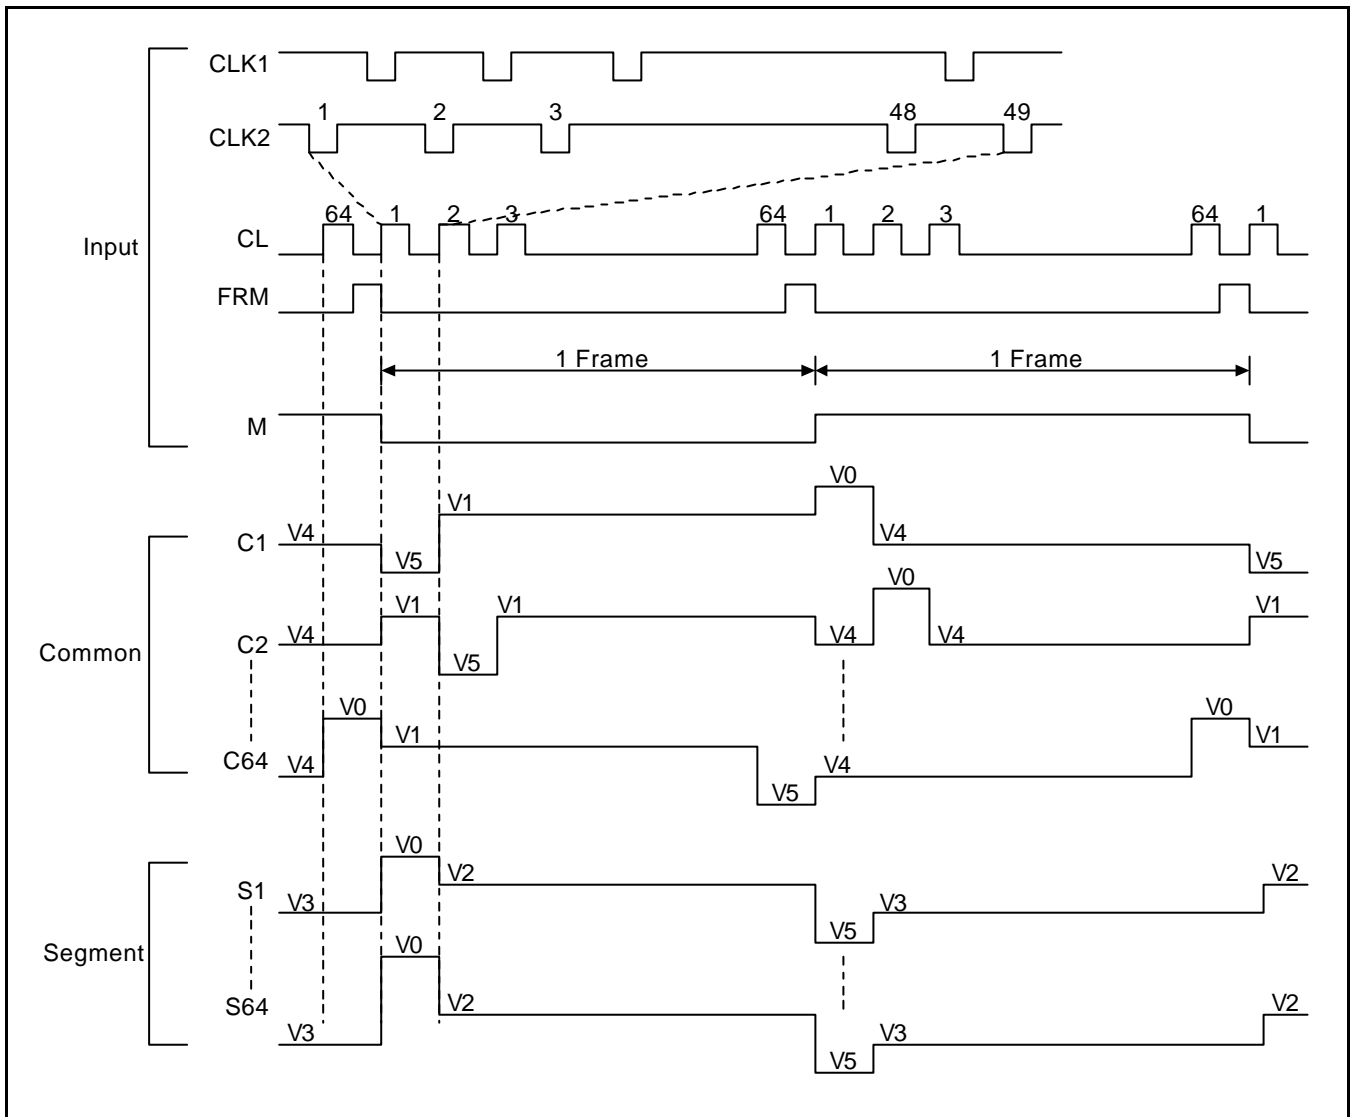 CLK1
1 2 3 48 49
CLK2
64 1 2 3 64 1 2 3 64 1
CL
Input
FRM
1 Frame 1 Frame
M
V0
V1
V4 V4
C1
V5 V5
V0
V1 V1 V1
V4 V4 V4
C2
Common
V5
V0 V0
V1 V1
C64
V4 V4
V5
V0
V2 V2
S1
V3 V3
V5
V0
Segment
V2 V2
S64
V3 V3
V5